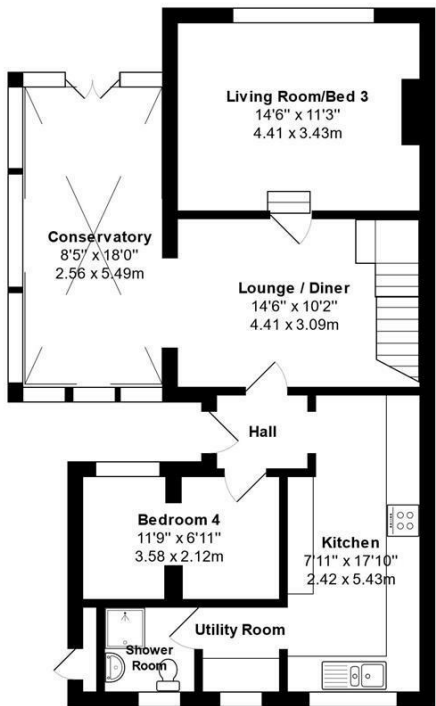 Living Room/Bed 3
14'6" x 11'3"
4.41 x 3.43m
Conservatory
8'5" x 18'0"
2.56 x 5.49m
Lounge / Diner
14'6" x 10'2"
4.41 x 3.09m
Hall
Bedroom 4
11'9" x 6'11"
3.58 x 2.12m
Kitchen
7'11" x 17'10"
2.42 x 5.43m
Utility Room
Shower
Room